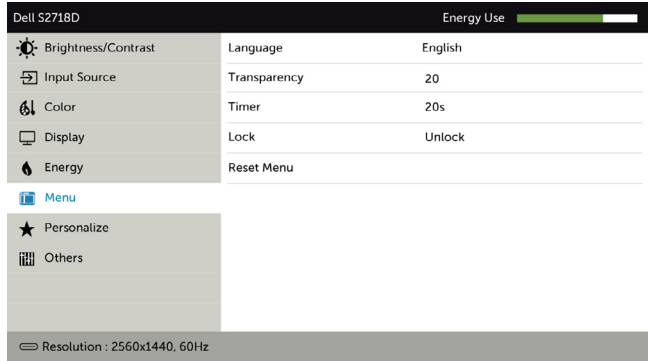 Dell S2718D Energy Use
Brightness/Contrast Language English
Input Source Transparency 20
Color Timer 20s
Display Lock Unlock
Energy Reset Menu
Menu
Personalize
Others
Resolution : 2560x1440, 60Hz